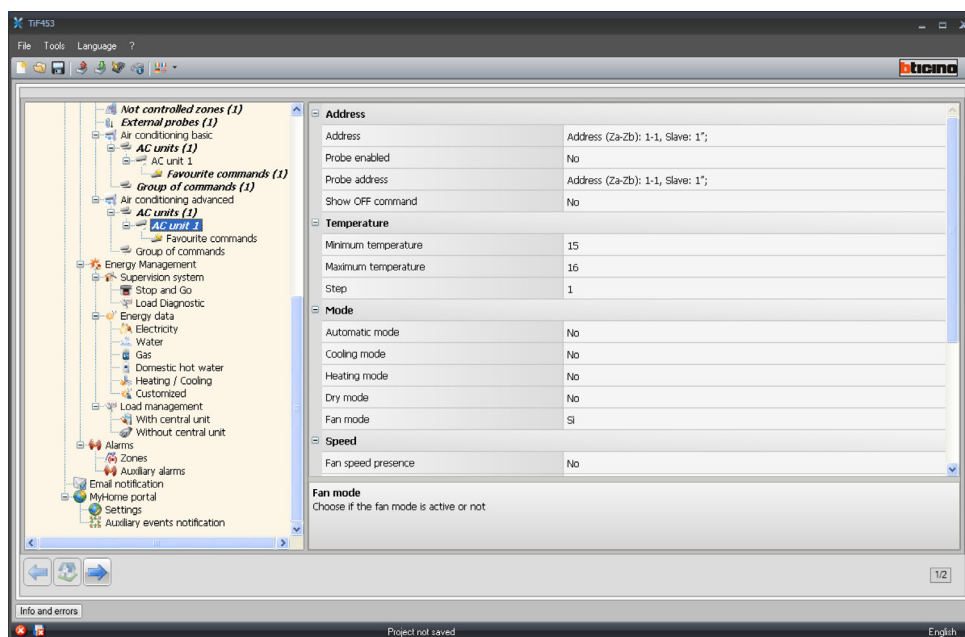 TiF453
File Tools Language ?
bticino
Not controlled zones (1)
External probes (1)
Air conditioning basic
AC units (1)
AC unit 1
Favourite commands (1)
Group of commands (1)
Air conditioning advanced
AC units (1)
AC unit 1
Favourite commands
Group of commands
Energy Management
Supervision system
Stop and Go
Load Diagnostic
Energy data
Electricity
Water
Gas
Domestic hot water
Heating / Cooling
Customized
Load management
With central unit
Without central unit
Alarms
Zones
Auxiliary alarms
Email notification
MyHome portal
Settings
Auxiliary events notification
Address
Address Address (Za-Zb): 1-1, Slave: 1";
Probe enabled No
Probe address Address (Za-Zb): 1-1, Slave: 1";
Show OFF command No
Temperature
Minimum temperature 15
Maximum temperature 16
Step 1
Mode
Automatic mode No
Cooling mode No
Heating mode No
Dry mode No
Fan mode Sì
Speed
Fan speed presence No
Fan mode
Choose if the fan mode is active or not
1/2
Info and errors
Project not saved English